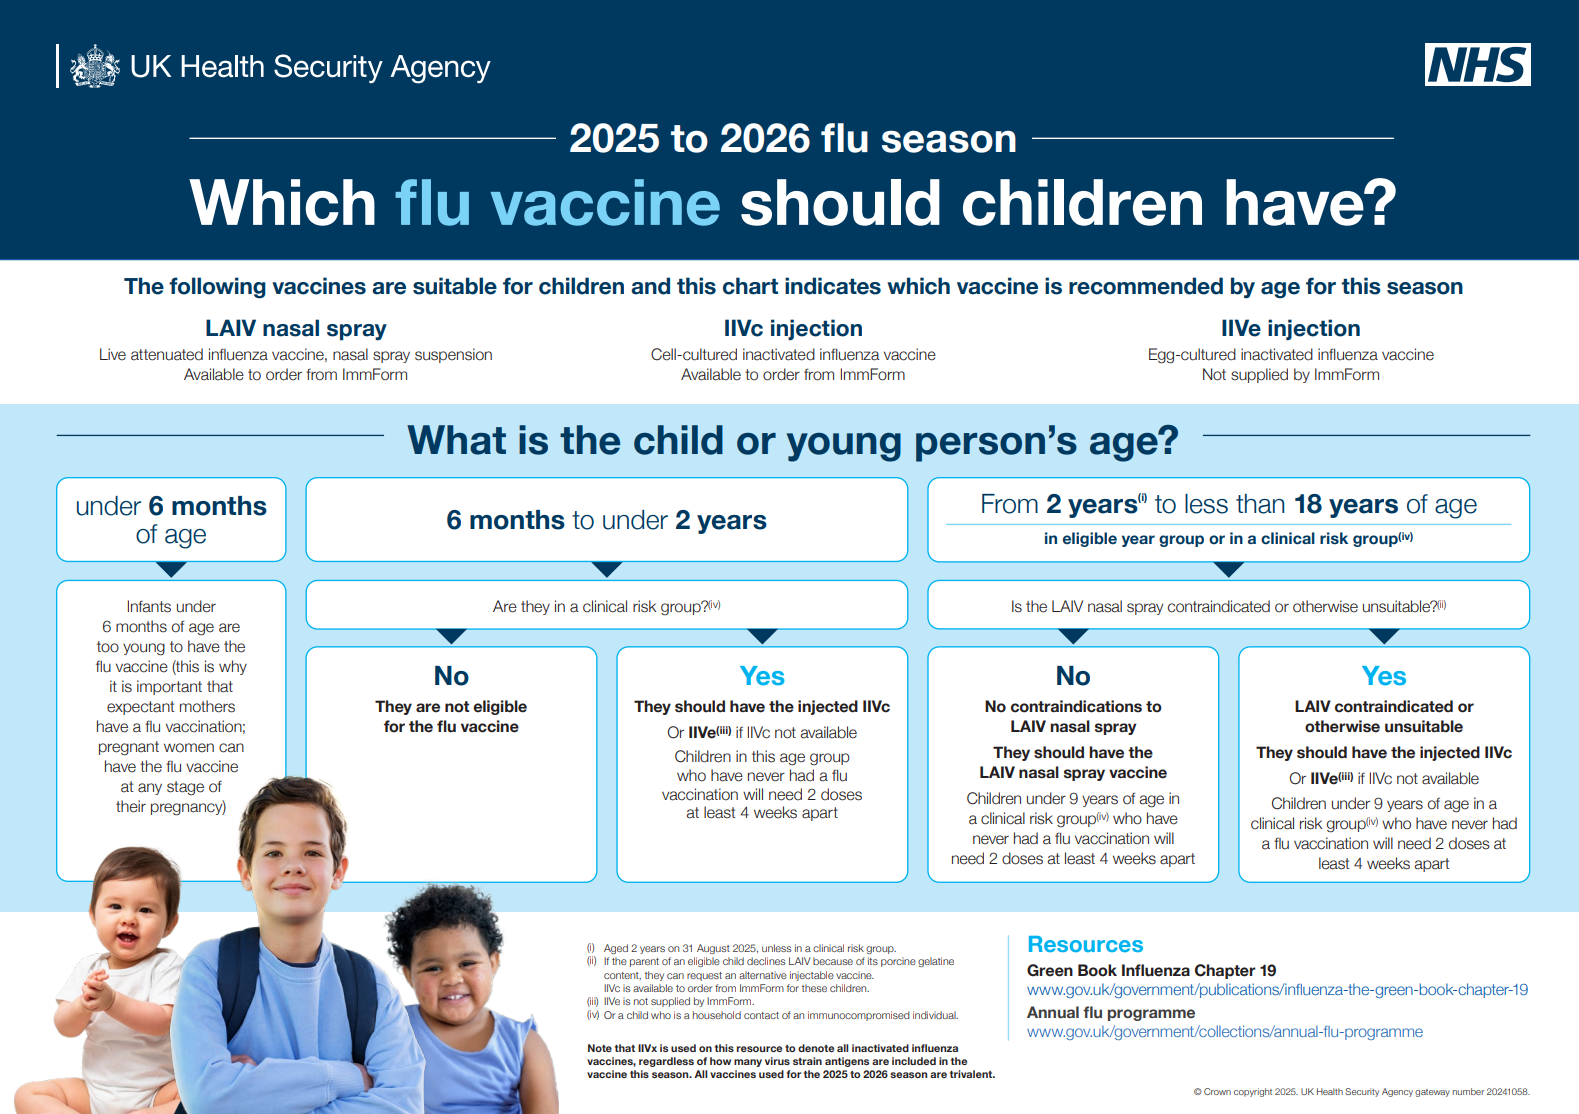 UK Health Security Agency
NHS
2025 to 2026 flu season
Which flu vaccine should children have?
The following vaccines are suitable for children and this chart indicates which vaccine is recommended by age for this season
LAIV nasal spray
Live attenuated influenza vaccine, nasal spray suspension
Available to order from ImmForm
IIVc injection
Cell-cultured inactivated influenza vaccine
Available to order from ImmForm
IIVe injection
Egg-cultured inactivated influenza vaccine
Not supplied by ImmForm
What is the child or young person's age?
under 6 months
of age
Infants under
6 months of age are
too young to have the
flu vaccine (this is why
it is important that
expectant mothers
have a flu vaccination;
pregnant women can
have the flu vaccine
at any stage of
their pregnancy)
6 months to under 2 years
Are they in a clinical risk group?(iv)
No
They are not eligible
for the flu vaccine
Yes
They should have the injected IIVc
Or IIVe(iii) if IIVc not available
Children in this age group
who have never had a flu
vaccination will need 2 doses
at least 4 weeks apart
From 2 years(i) to less than 18 years of age
in eligible year group or in a clinical risk group(iv)
Is the LAIV nasal spray contraindicated or otherwise unsuitable?(ii)
No
No contraindications to
LAIV nasal spray
They should have the
LAIV nasal spray vaccine
Children under 9 years of age in
a clinical risk group(iv) who have
never had a flu vaccination will
need 2 doses at least 4 weeks apart
Yes
LAIV contraindicated or
otherwise unsuitable
They should have the injected IIVc
Or IIVe(iii) if IIVc not available
Children under 9 years of age in a
clinical risk group(iv) who have never had
a flu vaccination will need 2 doses at
least 4 weeks apart
(i) Aged 2 years on 31 August 2025, unless in a clinical risk group.
(ii) If the parent of an eligible child declines LAIV because of its porcine gelatine
content, they can request an alternative injectable vaccine.
IIVc is available to order from ImmForm for these children.
(iii) IIVe is not supplied by ImmForm.
(iv) Or a child who is a household contact of an immunocompromised individual.
Note that IIVx is used on this resource to denote all inactivated influenza
vaccines, regardless of how many virus strain antigens are included in the
vaccine this season. All vaccines used for the 2025 to 2026 season are trivalent.
Resources
Green Book Influenza Chapter 19
www.gov.uk/government/publications/influenza-the-green-book-chapter-19
Annual flu programme
www.gov.uk/government/collections/annual-flu-programme
© Crown copyright 2025. UK Health Security Agency gateway number 20241058.